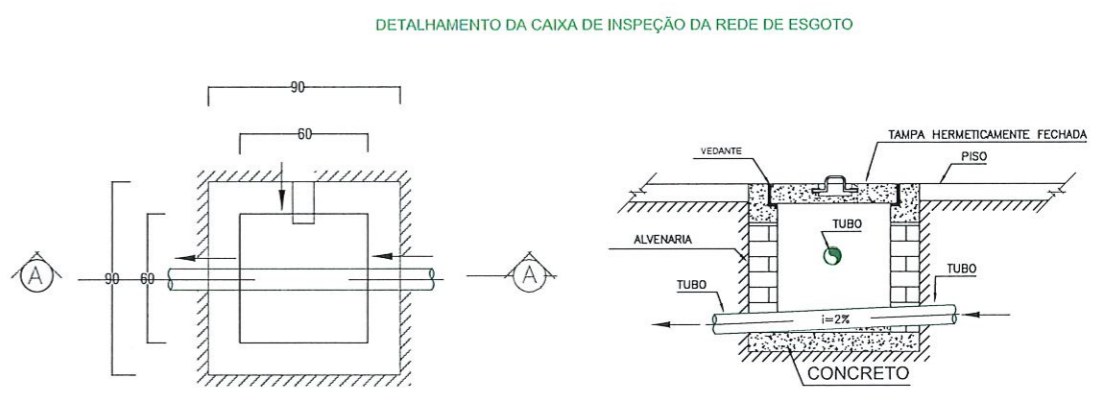 DETALHAMENTO DA CAIXA DE INSPEÇÃO DA REDE DE ESGOTO
90
60
90
60
A
A
TAMPA HERMETICAMENTE FECHADA
VEDANTE
PISO
TUBO
ALVENARIA
TUBO
TUBO
i=2%
CONCRETO